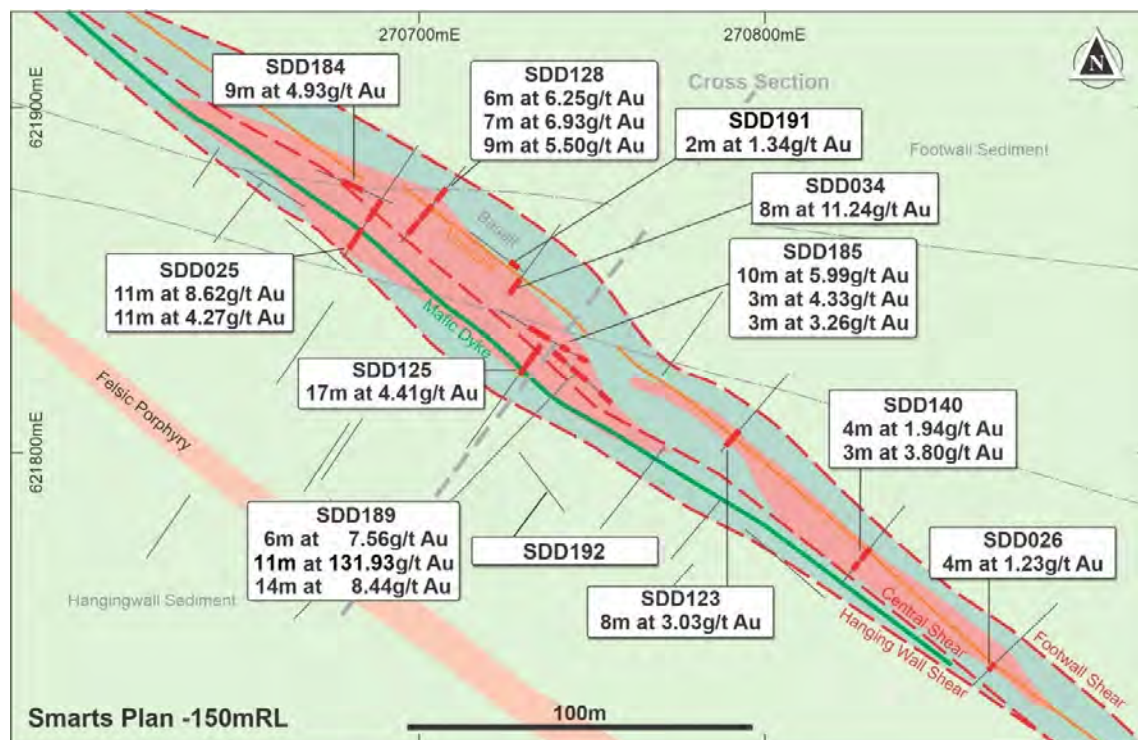 270700mE
270800mE
N
621900mE
621800mE
Cross Section
Footwall Sediment
SDD184
9m at 4.93g/t Au
SDD128
6m at 6.25g/t Au
7m at 6.93g/t Au
9m at 5.50g/t Au
SDD191
2m at 1.34g/t Au
SDD034
8m at 11.24g/t Au
SDD185
10m at 5.99g/t Au
3m at 4.33g/t Au
3m at 3.26g/t Au
Basalt
SDD025
11m at 8.62g/t Au
11m at 4.27g/t Au
Mafic Dyke
SDD125
17m at 4.41g/t Au
Felsic Porphyry
SDD140
4m at 1.94g/t Au
3m at 3.80g/t Au
SDD189
6m at 7.56g/t Au
11m at 131.93g/t Au
14m at 8.44g/t Au
SDD192
SDD026
4m at 1.23g/t Au
SDD123
8m at 3.03g/t Au
Hangingwall Sediment
Central Shear
Hanging Wall Shear
Footwall Shear
Smarts Plan -150mRL
100m